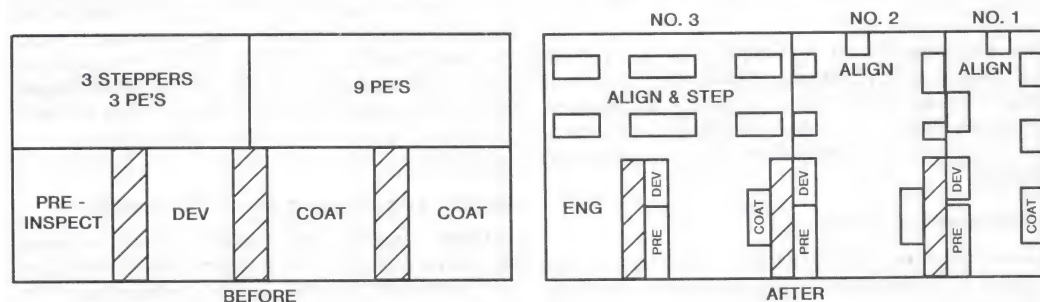 3 STEPPERS
3 PE'S
9 PE'S
PRE -
INSPECT
DEV
COAT
COAT
BEFORE
NO. 3
NO. 2
NO. 1
ALIGN
ALIGN
ALIGN & STEP
ENG
DEV
PRE
COAT
DEV
PRE
DEV
PRE
COAT
AFTER